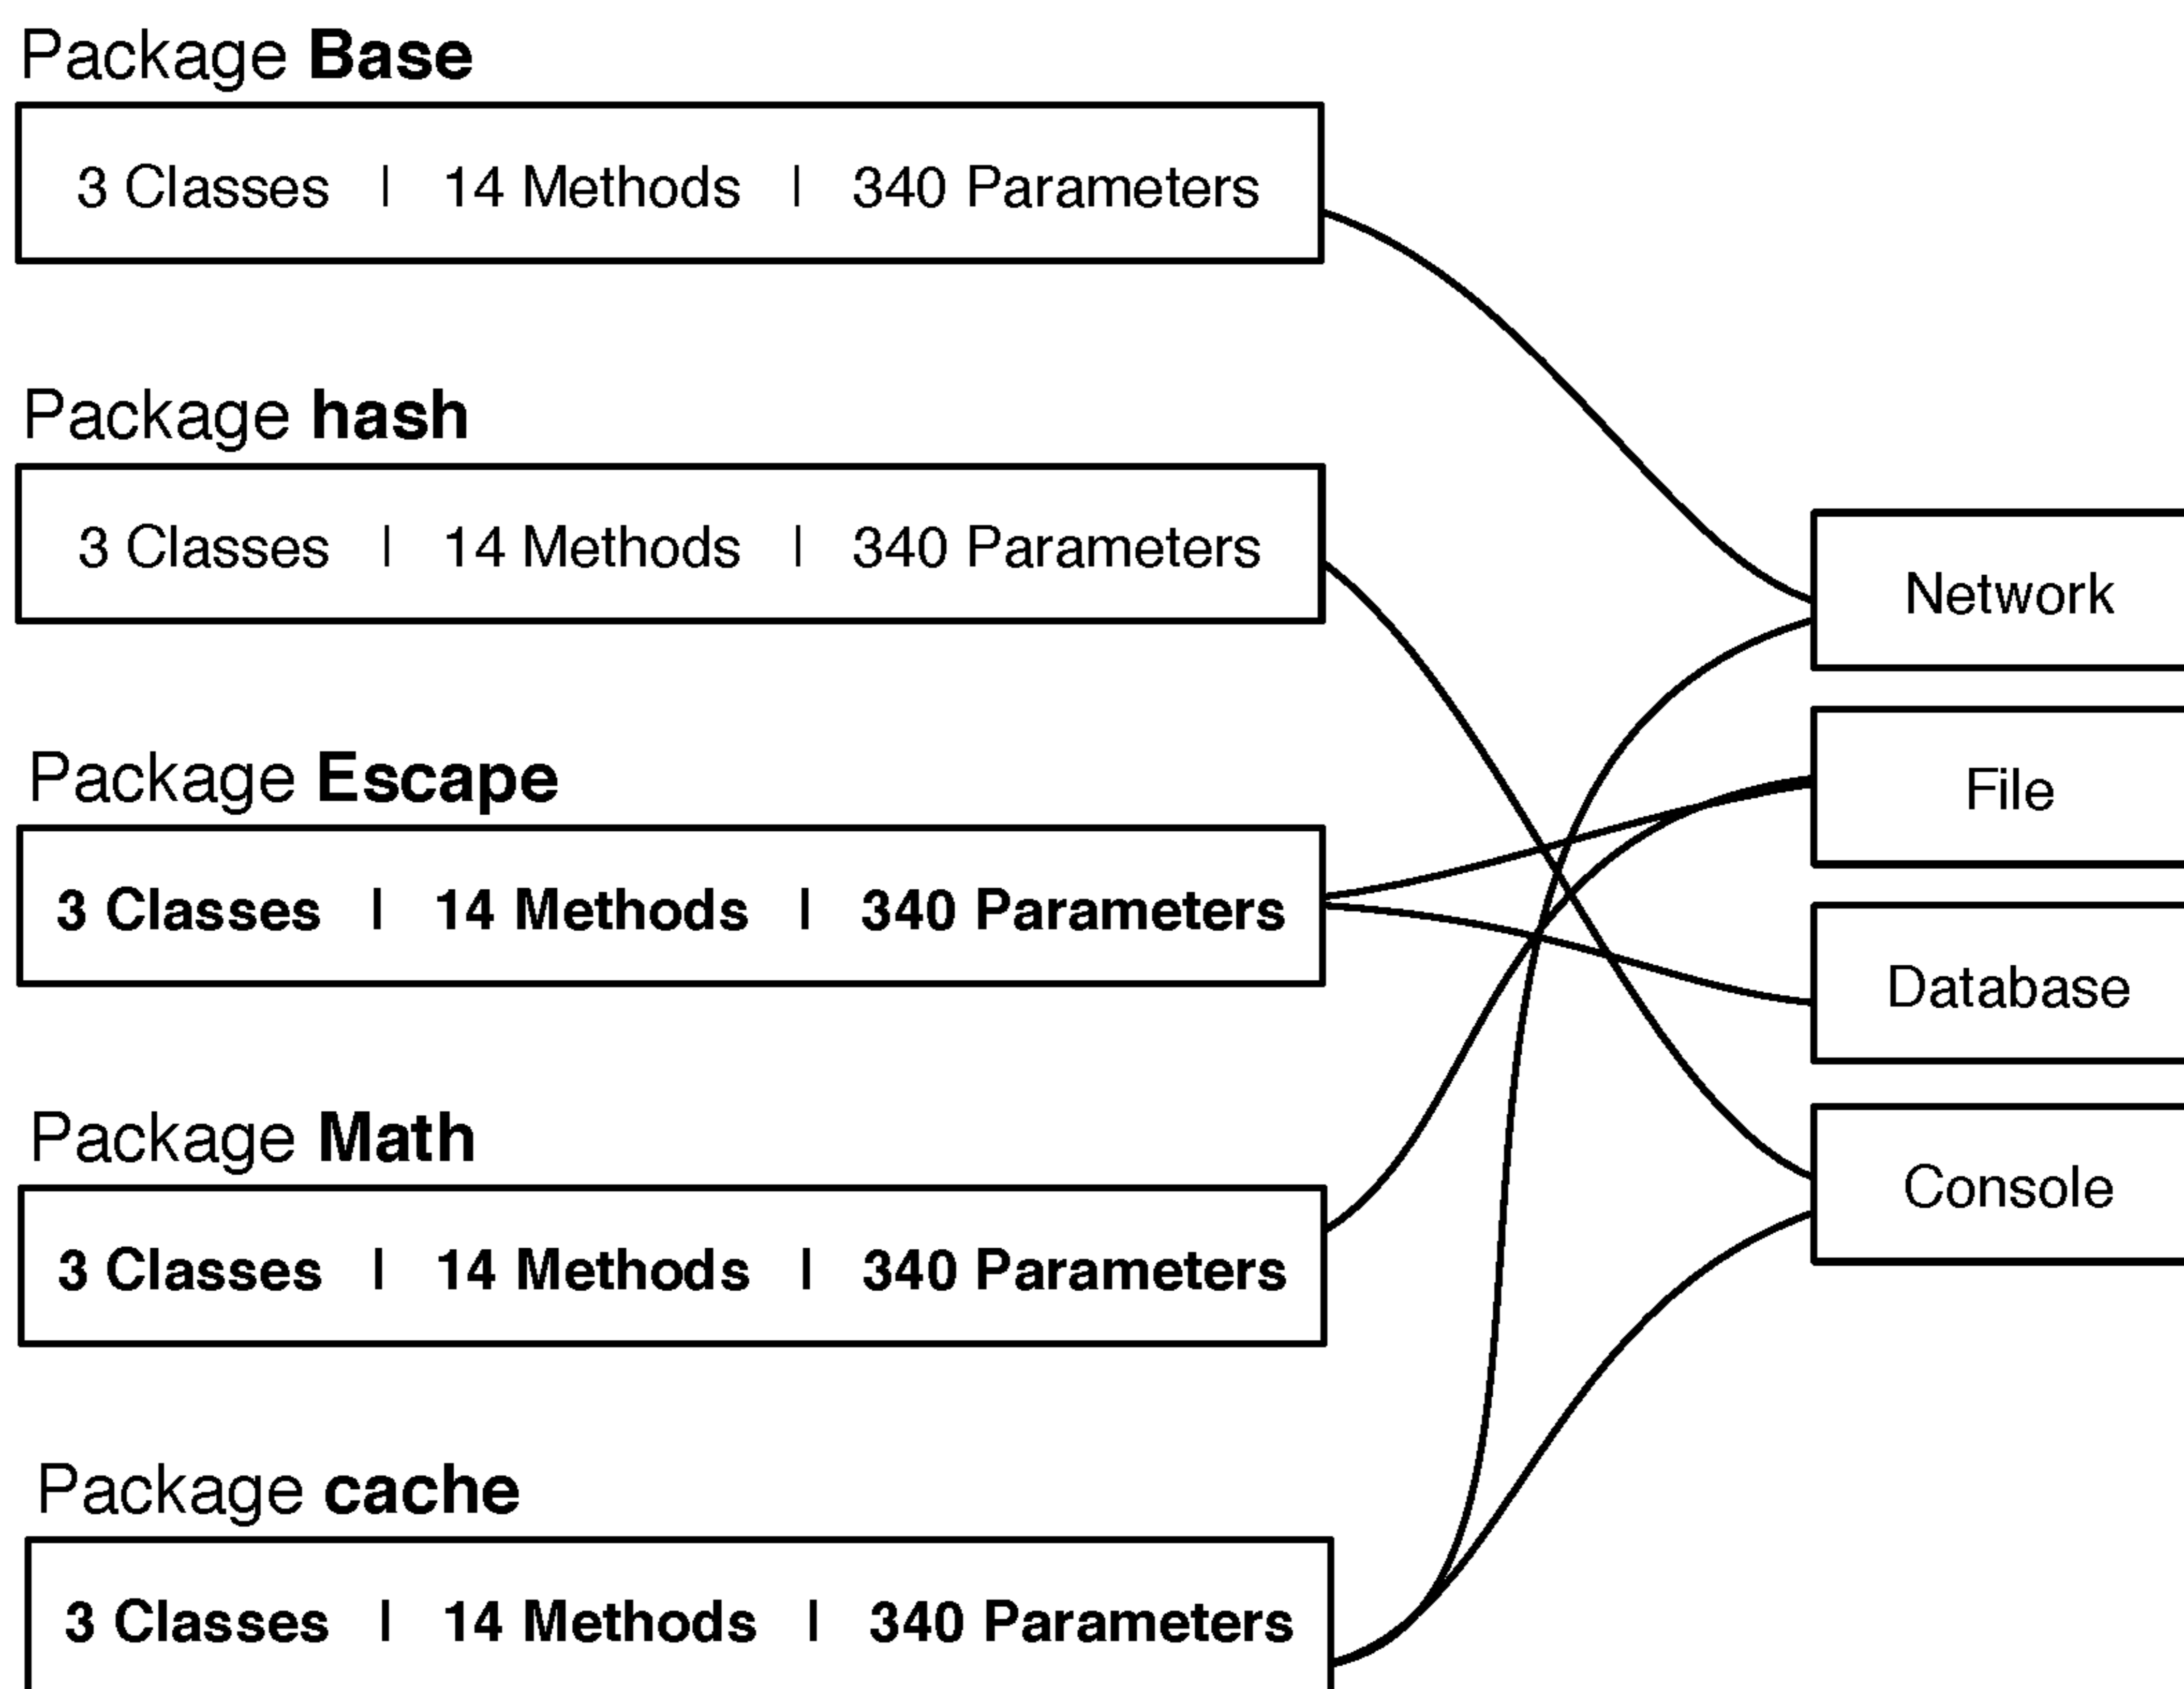 Package Base
3 Classes | 14 Methods | 340 Parameters
Package hash
3 Classes | 14 Methods | 340 Parameters
Package Escape
3 Classes | 14 Methods | 340 Parameters
Package Math
3 Classes | 14 Methods | 340 Parameters
Package cache
3 Classes | 14 Methods | 340 Parameters
Network
File
Database
Console